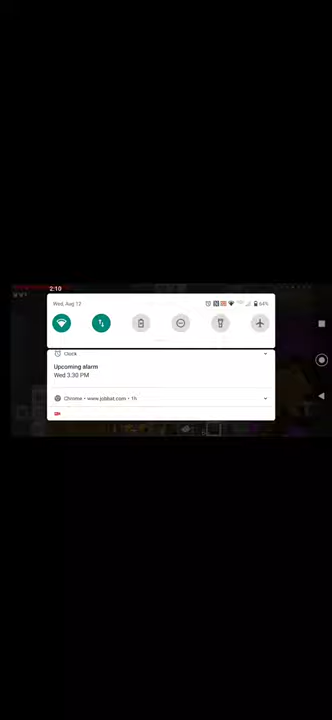 2:10
Wed, Aug 12
64%
Clock
Upcoming alarm
Wed 3:30 PM
Chrome • www.jobbat.com • 1h